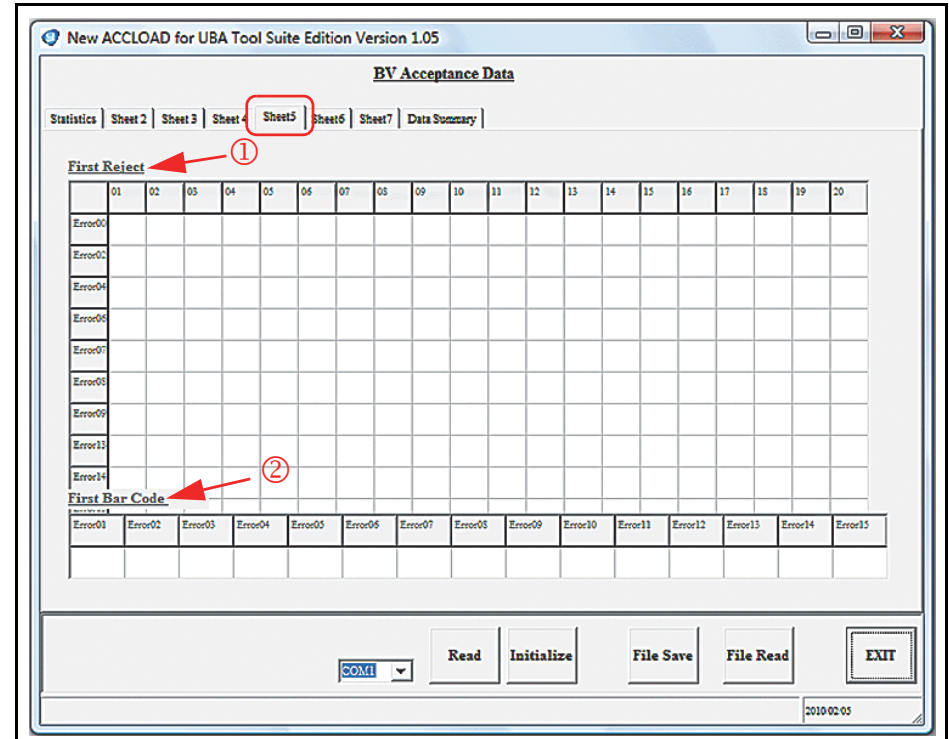 New ACCLOAD for UBA Tool Suite Edition Version 1.05
BV Acceptance Data
Statistics Sheet 2 Sheet 3 Sheet 4 Sheet5 Sheet6 Sheet7 Data Summary
①
First Reject
01 02 03 04 05 06 07 08 09 10 11 12 13 14 15 16 17 18 19 20
Error00
Error02
Error04
Error06
Error07
Error08
Error09
Error13
Error14
②
First Bar Code
Error01 Error02 Error03 Error04 Error05 Error06 Error07 Error08 Error09 Error10 Error11 Error12 Error13 Error14 Error15
COM1 Read Initialize File Save File Read EXIT
2010/02/05